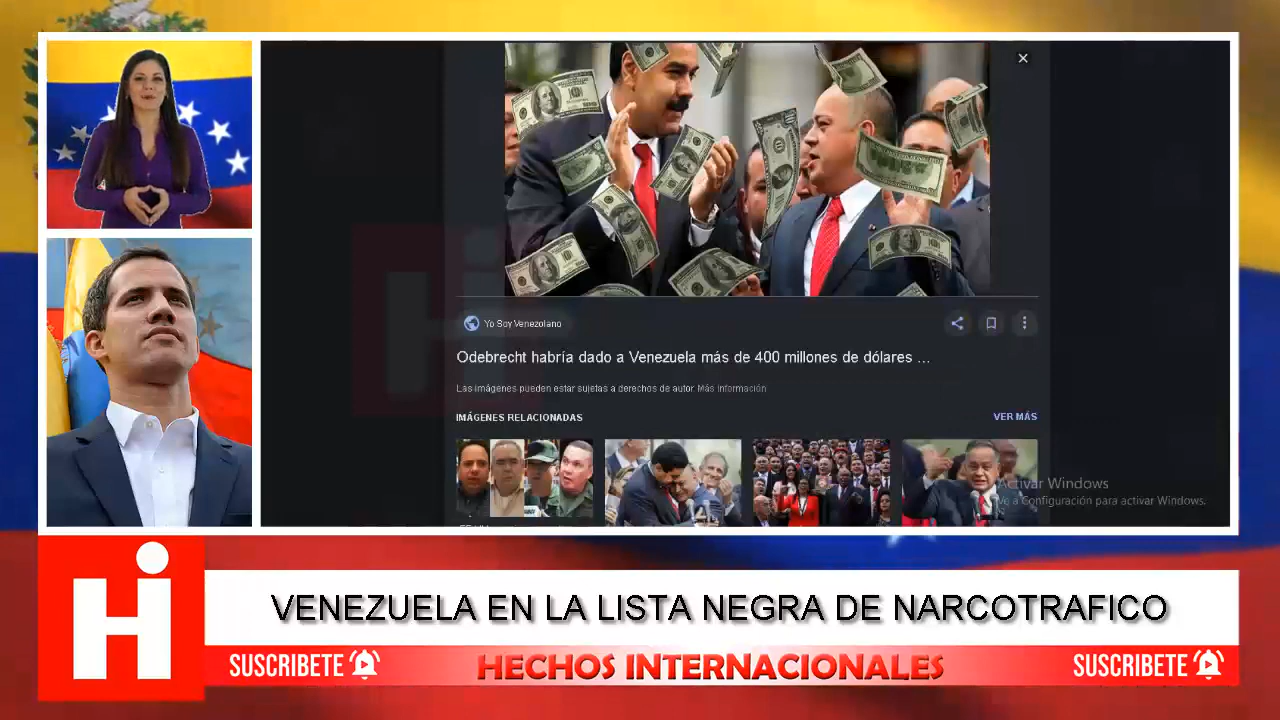 Yo Soy Venezolano
Odebrecht habría dado a Venezuela más de 400 millones de dólares ...
Las imágenes pueden estar sujetas a derechos de autor. Más información
IMÁGENES RELACIONADAS
VER MÁS
Activar Windows
Ve a Configuración para activar Windows.
Hi
VENEZUELA EN LA LISTA NEGRA DE NARCOTRAFICO
SUSCRIBETE
HECHOS INTERNACIONALES
SUSCRIBETE